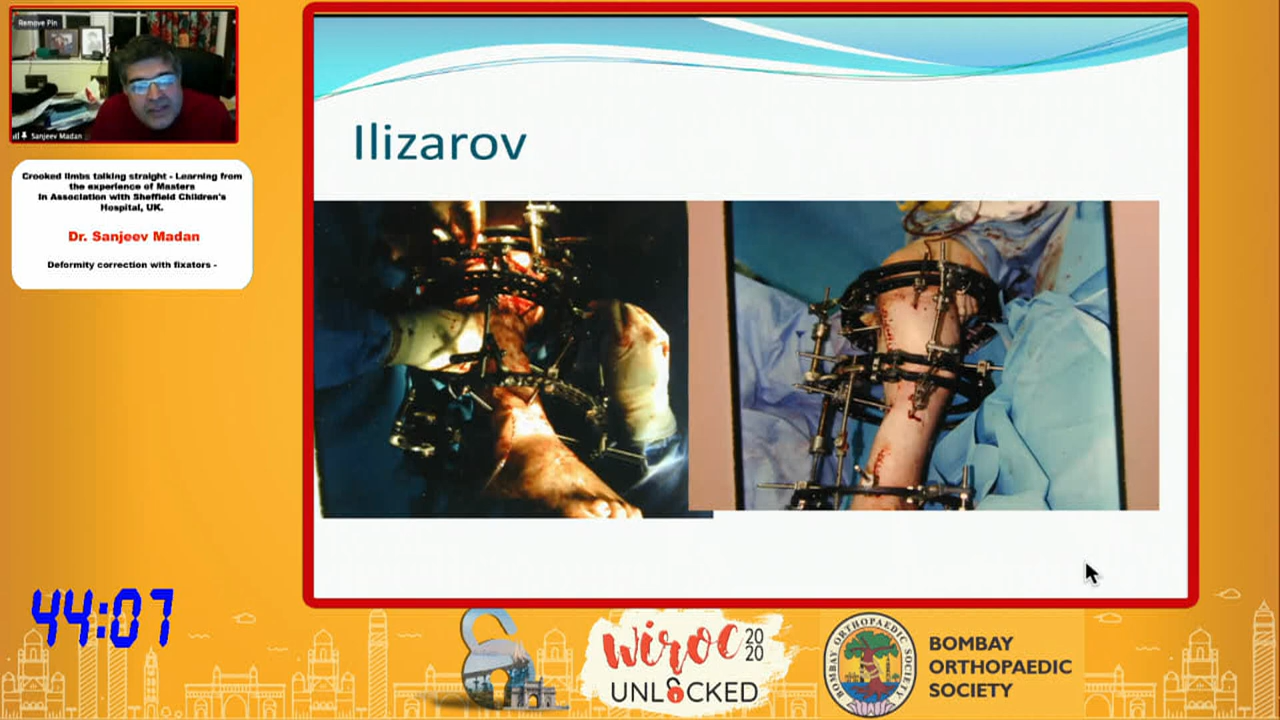 Remove Pin
Sanjeev Madan
Crooked limbs talking straight - Learning from
the experience of Masters
In Association with Sheffield Children's
Hospital, UK.
Dr. Sanjeev Madan
Deformity correction with fixators -
Ilizarov
44:07
wiroc 20
20
UNLOCKED
BOMBAY ORTHOPAEDIC SOCIETY
BOMBAY
ORTHOPAEDIC
SOCIETY